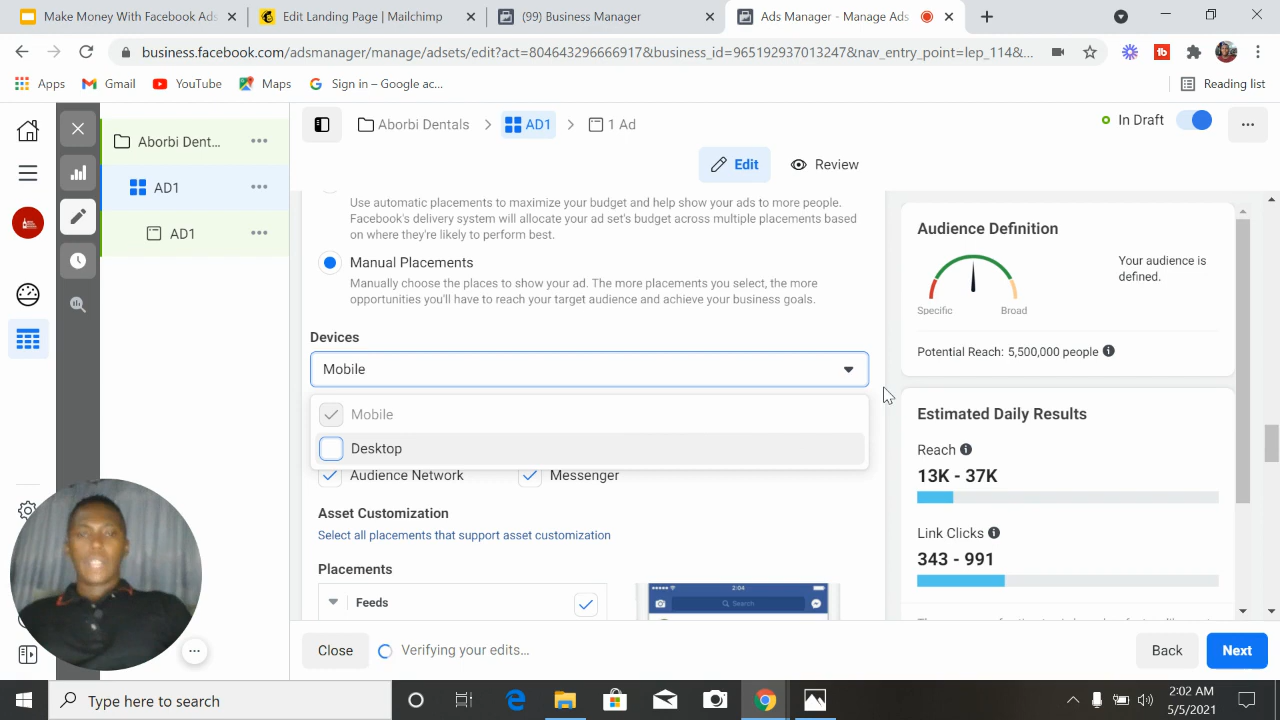 Make Money With Facebook Ads
Edit Landing Page | Mailchimp
(99) Business Manager
Ads Manager - Manage Ads
business.facebook.com/adsmanager/manage/adsets/edit?act=804643296666917&business_id=965192937013247&nav_entry_point=lep_114&...
Apps
Gmail
YouTube
Maps
Sign in – Google ac...
Reading list
Aborbi Dentals
AD1
1 Ad
In Draft
Edit
Review
Aborbi Dent...
AD1
AD1
Use automatic placements to maximize your budget and help show your ads to more people.
Facebook's delivery system will allocate your ad set's budget across multiple placements based
on where they're likely to perform best.
Manual Placements
Manually choose the places to show your ad. The more placements you select, the more
opportunities you'll have to reach your target audience and achieve your business goals.
Devices
Mobile
Mobile
Desktop
Audience Network
Messenger
Asset Customization
Select all placements that support asset customization
Placements
Feeds
2:04
Search
Audience Definition
Your audience is
defined.
Specific
Broad
Potential Reach: 5,500,000 people
Estimated Daily Results
Reach
13K - 37K
Link Clicks
343 - 991
Close
Verifying your edits...
Back
Next
Type here to search
2:02 AM
5/5/2021